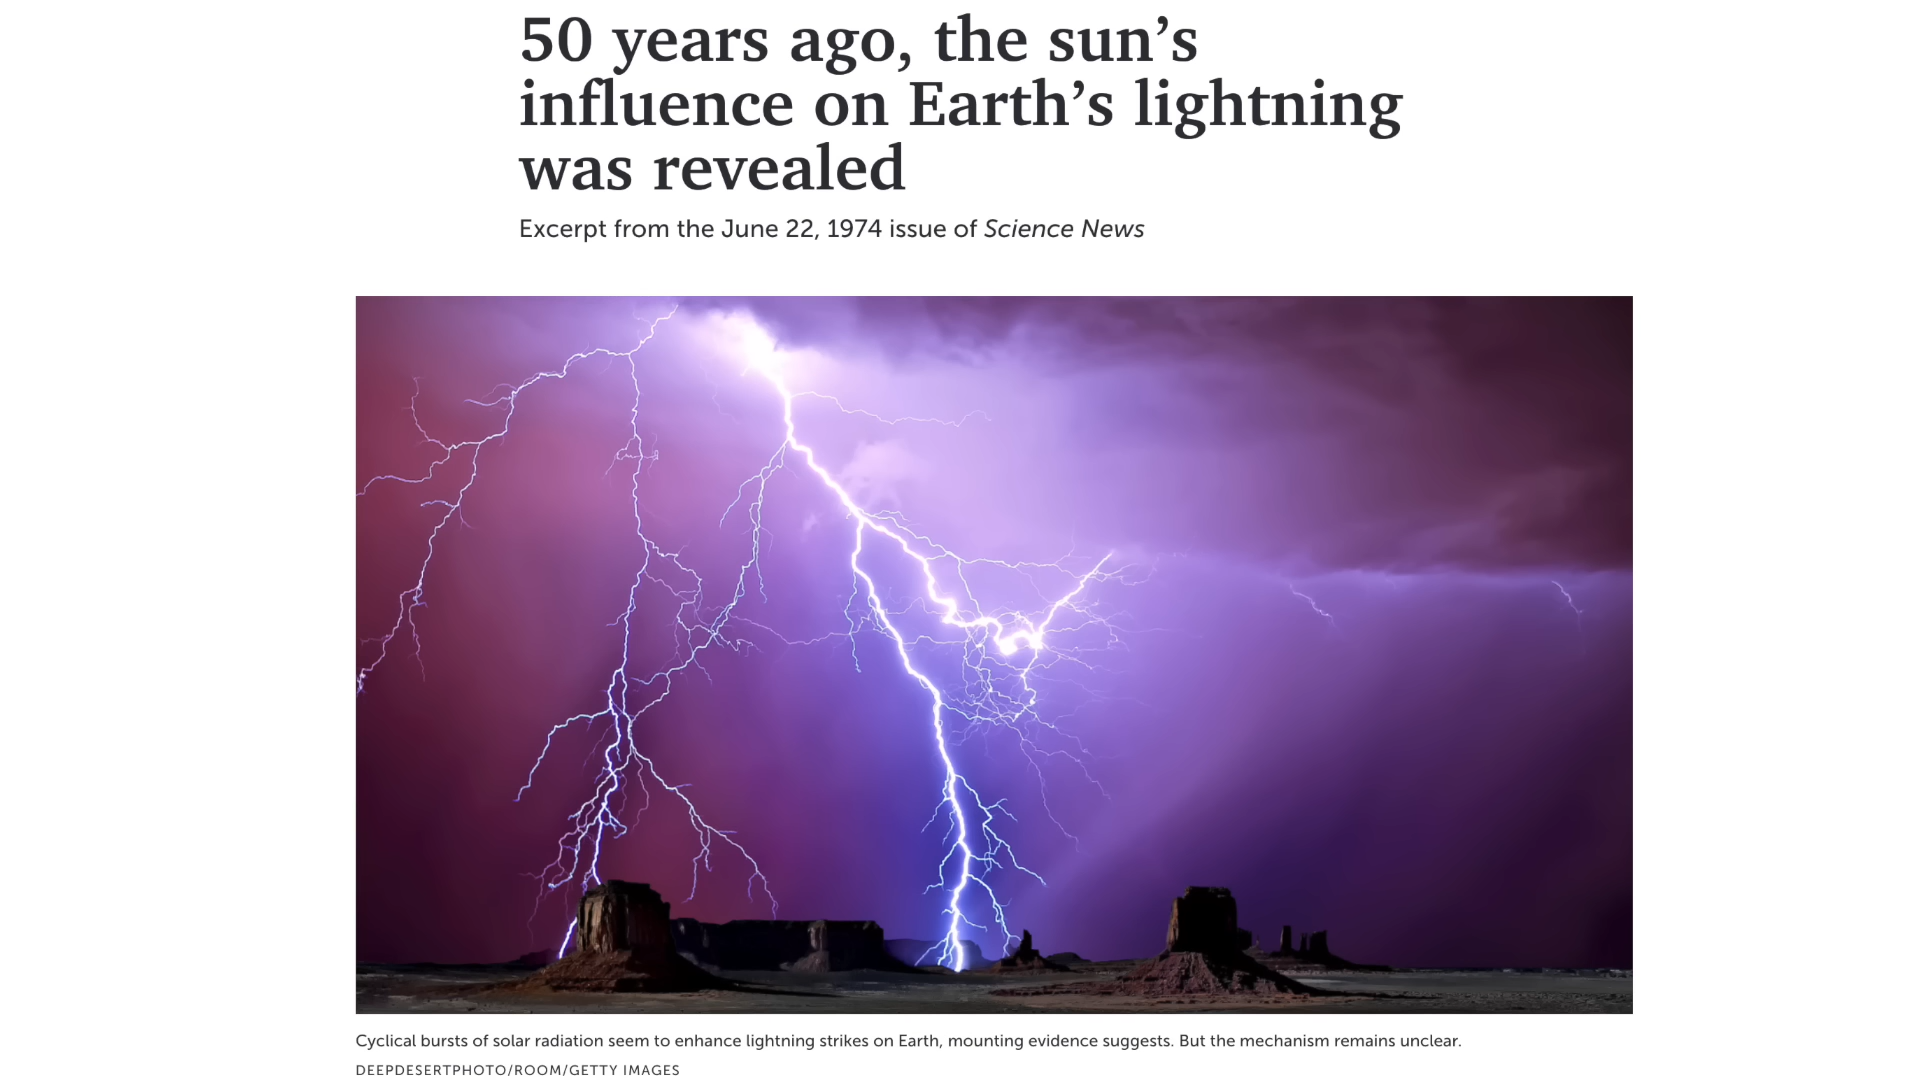 50 years ago, the sun’s
influence on Earth’s lightning
was revealed
Excerpt from the June 22, 1974 issue of Science News
Cyclical bursts of solar radiation seem to enhance lightning strikes on Earth, mounting evidence suggests. But the mechanism remains unclear.
DEEPDESERTPHOTO/ROOM/GETTY IMAGES